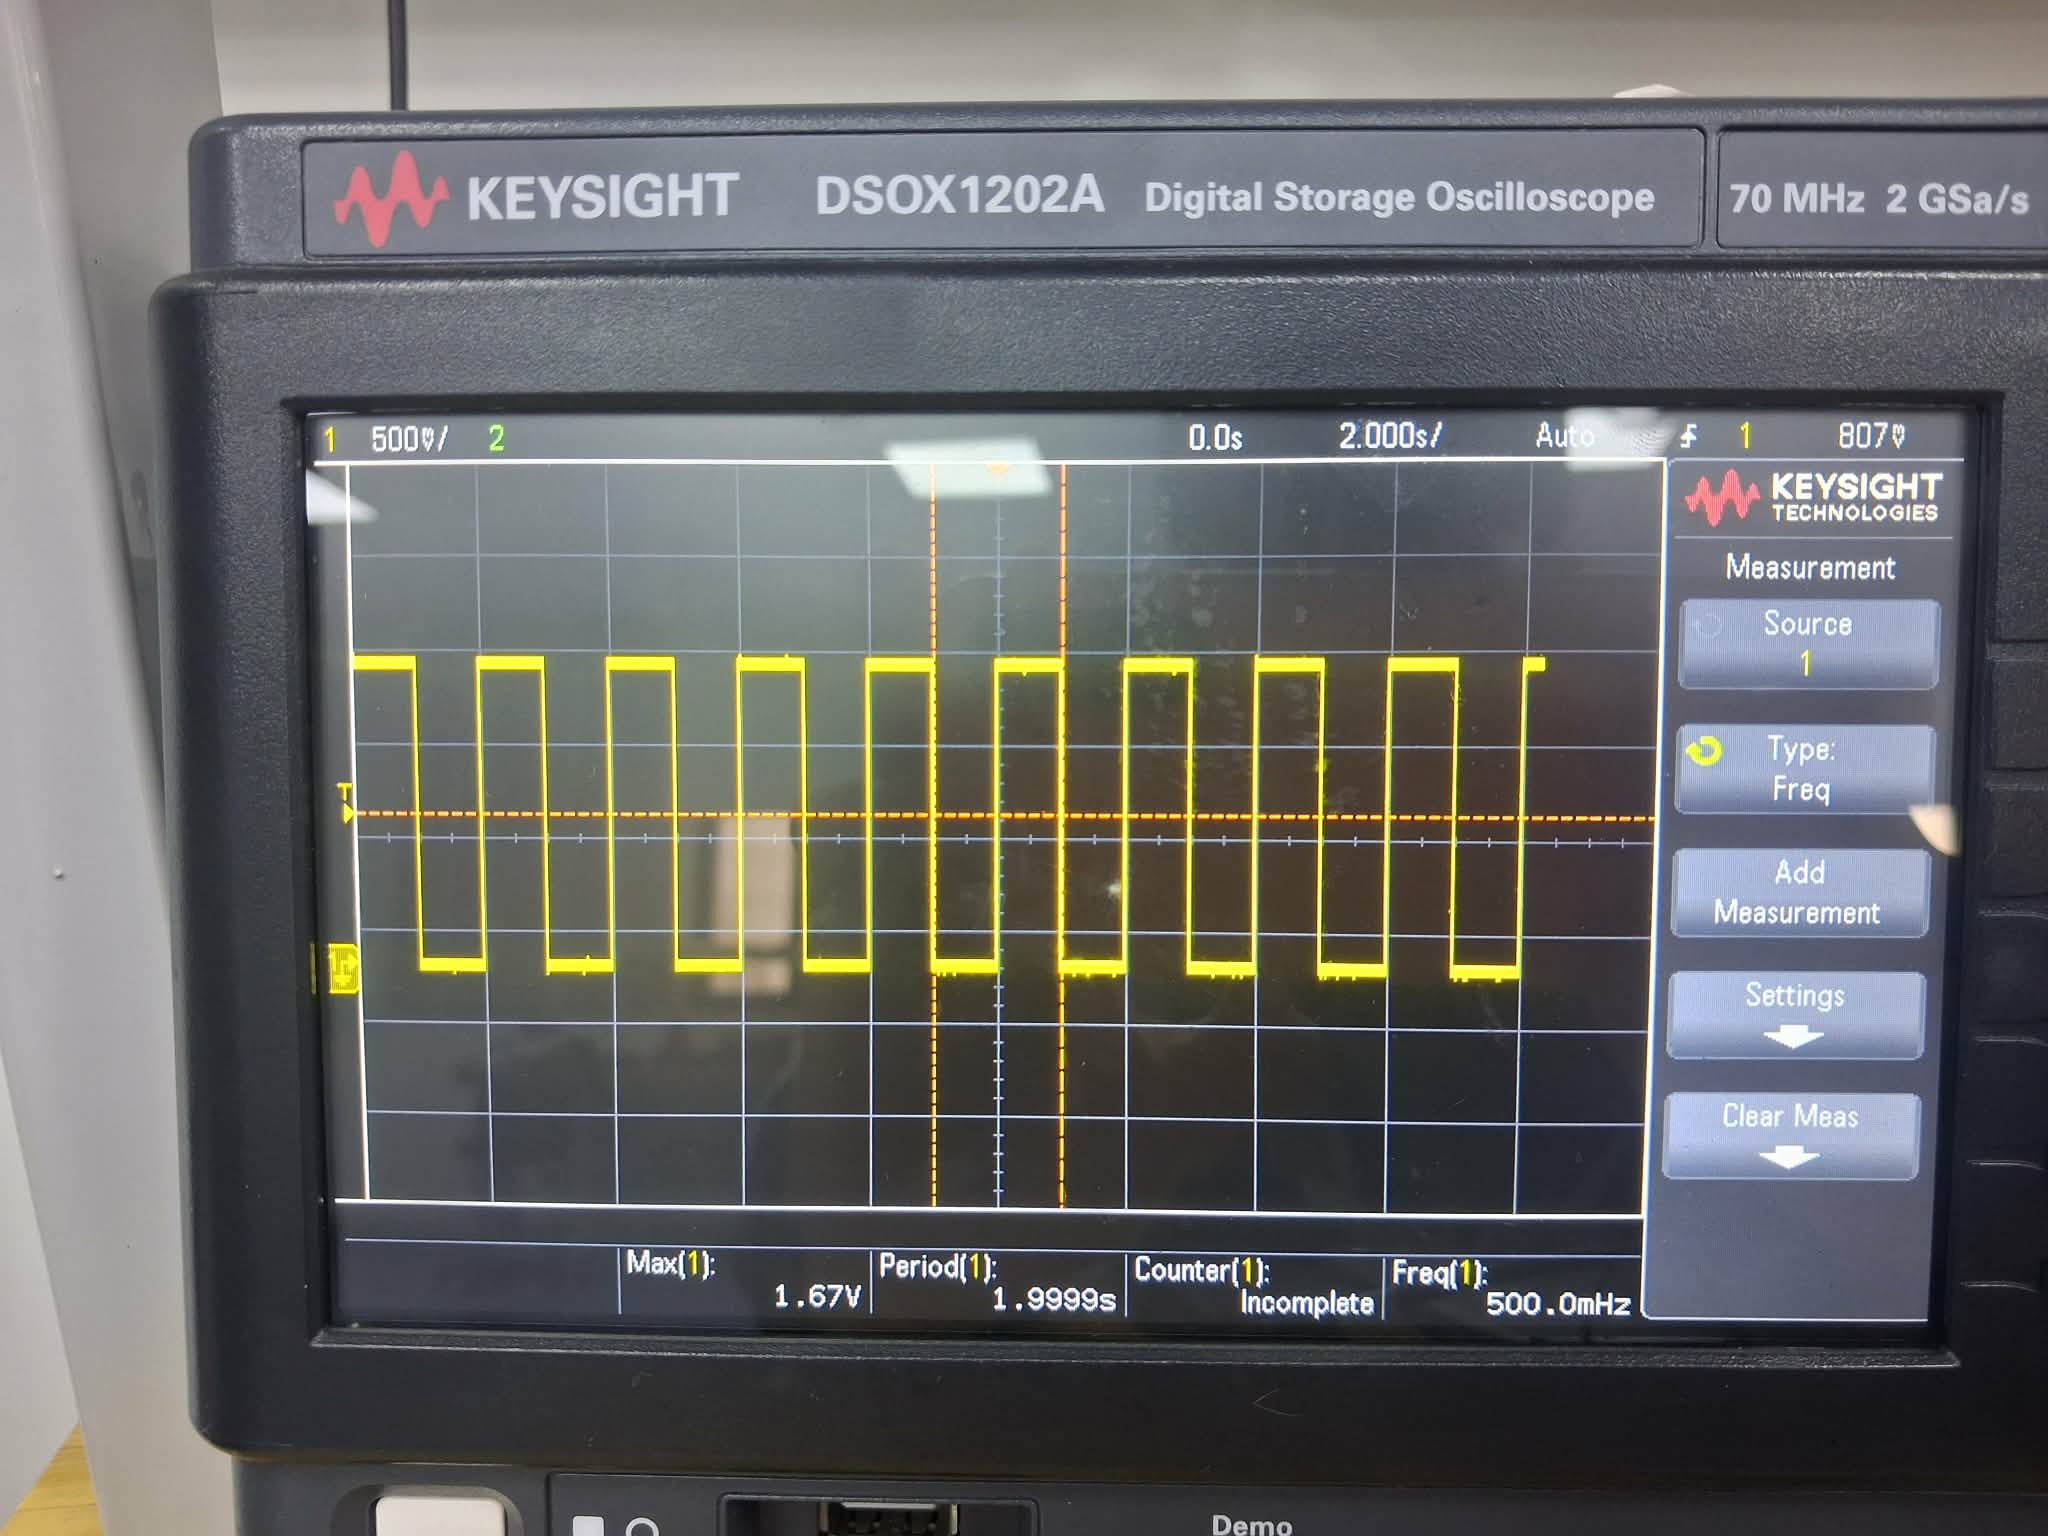 KEYSIGHT DSOX1202A Digital Storage Oscilloscope 70 MHz 2 GSa/s
1 500♥/ 2 0.0s 2.000s/ Auto 1 807♥
KEYSIGHT
TECHNOLOGIES
Measurement
Source
1
Type:
Freq
T
Add
Measurement
Settings
Clear Meas
Max(1):
1.67V
Period(1):
1.9999s
Counter(1):
Incomplete
Freq(1):
500.0mHz
Demo